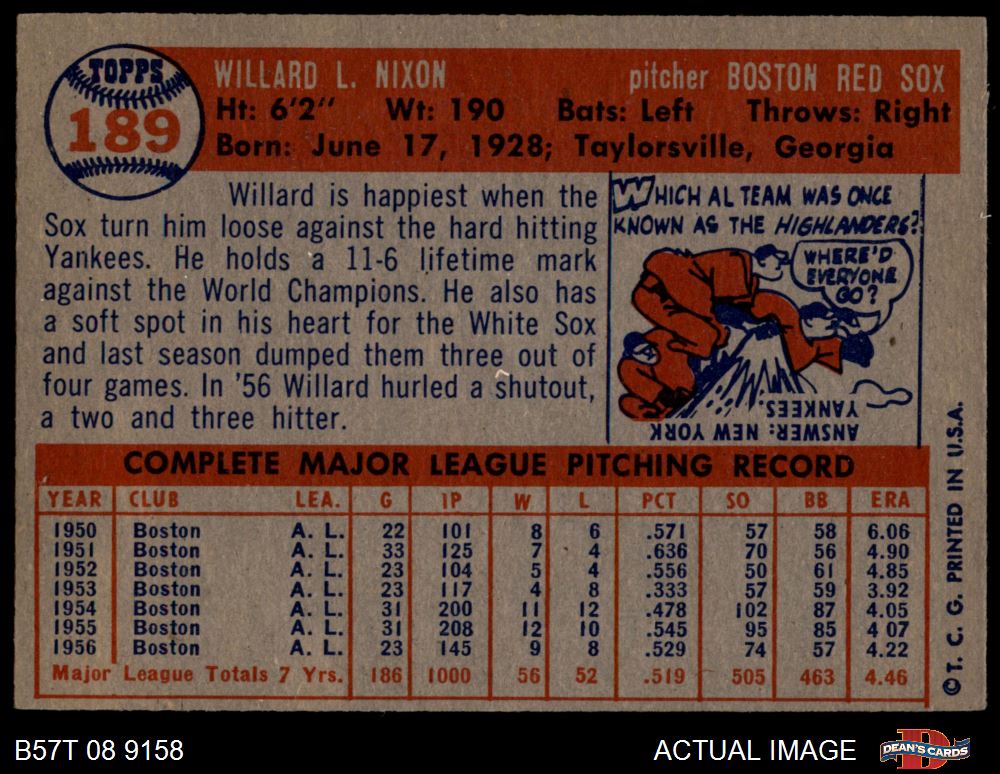 TOPPS
189
WILLARD L. NIXON pitcher BOSTON RED SOX
Ht: 6'2" Wt: 190 Bats: Left Throws: Right
Born: June 17, 1928; Taylorsville, Georgia
Willard is happiest when the
Sox turn him loose against the hard hitting
Yankees. He holds a 11-6 lifetime mark
against the World Champions. He also has
a soft spot in his heart for the White Sox
and last season dumped them three out of
four games. In '56 Willard hurled a shutout,
a two and three hitter.
WHICH AL TEAM WAS ONCE
KNOWN AS THE HIGHLANDERS?
WHERE'D
EVERYONE
GO?
ANSWER: NEW YORK
YANKEES.
COMPLETE MAJOR LEAGUE PITCHING RECORD
YEAR CLUB LEA. G IP W L PCT SO BB ERA
1950 Boston A. L. 22 101 8 6 .571 57 58 6.06
1951 Boston A. L. 33 125 7 4 .636 70 56 4.90
1952 Boston A. L. 23 104 5 4 .556 50 61 4.85
1953 Boston A. L. 23 117 4 8 .333 57 59 3.92
1954 Boston A. L. 31 200 11 12 .478 102 87 4.05
1955 Boston A. L. 31 208 12 10 .545 95 85 4 07
1956 Boston A. L. 23 145 9 8 .529 74 57 4.22
Major League Totals 7 Yrs. 186 1000 56 52 .519 505 463 4.46
© T. C. G. PRINTED IN U.S.A.
B57T 08 9158 ACTUAL IMAGE DEAN'S CARDS